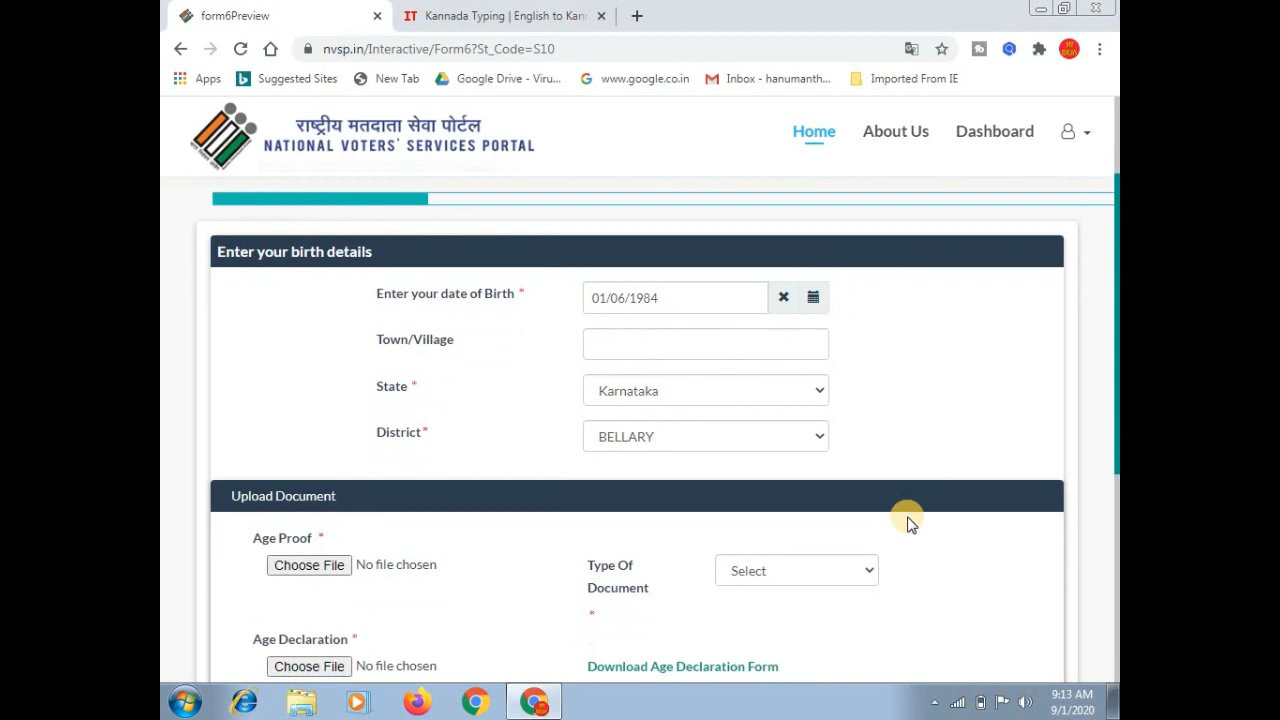 form6Preview
IT Kannada Typing | English to Kan
nvsp.in/Interactive/Form6?St_Code=S10
Apps Suggested Sites New Tab Google Drive - Viru... www.google.co.in Inbox - hanumanth... Imported From IE
राष्ट्रीय मतदाता सेवा पोर्टल
NATIONAL VOTERS' SERVICES PORTAL
Home About Us Dashboard
Enter your birth details
Enter your date of Birth * 01/06/1984
Town/Village
State * Karnataka
District* BELLARY
Upload Document
Age Proof *
Choose File No file chosen
Type Of
Document
*
Select
Age Declaration *
Choose File No file chosen
Download Age Declaration Form
9:13 AM
9/1/2020